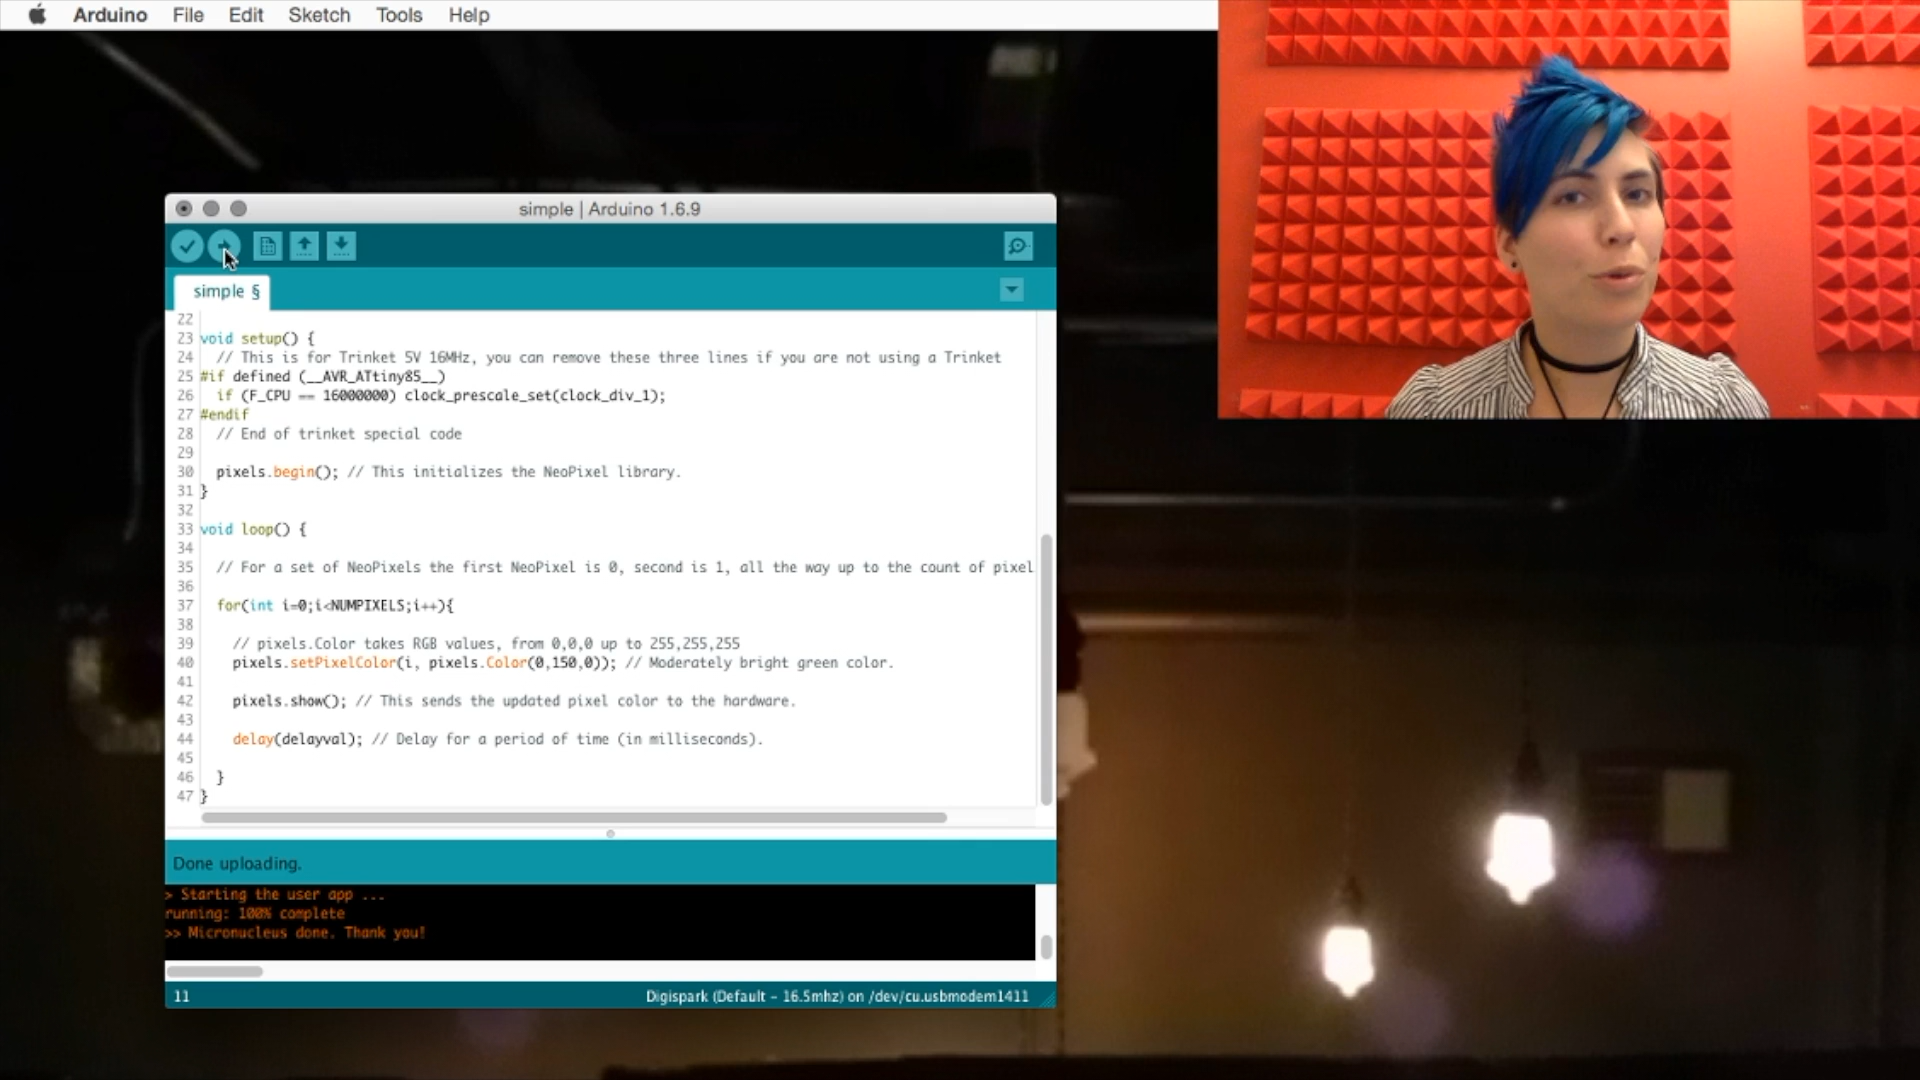 Arduino File Edit Sketch Tools Help
simple | Arduino 1.6.9
simple §
22
23 void setup() {
24 // This is for Trinket 5V 16MHz, you can remove these three lines if you are not using a Trinket
25 #if defined (__AVR_ATtiny85__)
26 if (F_CPU == 16000000) clock_prescale_set(clock_div_1);
27 #endif
28 // End of trinket special code
29
30 pixels.begin(); // This initializes the NeoPixel library.
31 }
32
33 void loop() {
34
35 // For a set of NeoPixels the first NeoPixel is 0, second is 1, all the way up to the count of pixel
36
37 for(int i=0;i<NUMPIXELS;i++){
38
39 // pixels.Color takes RGB values, from 0,0,0 up to 255,255,255
40 pixels.setPixelColor(i, pixels.Color(0,150,0)); // Moderately bright green color.
41
42 pixels.show(); // This sends the updated pixel color to the hardware.
43
44 delay(delayval); // Delay for a period of time (in milliseconds).
45
46 }
47 }
Done uploading.
> Starting the user app ...
running: 100% complete
>> Micronucleus done. Thank you!
11 Digispark (Default - 16.5mhz) on /dev/cu.usbmodem1411